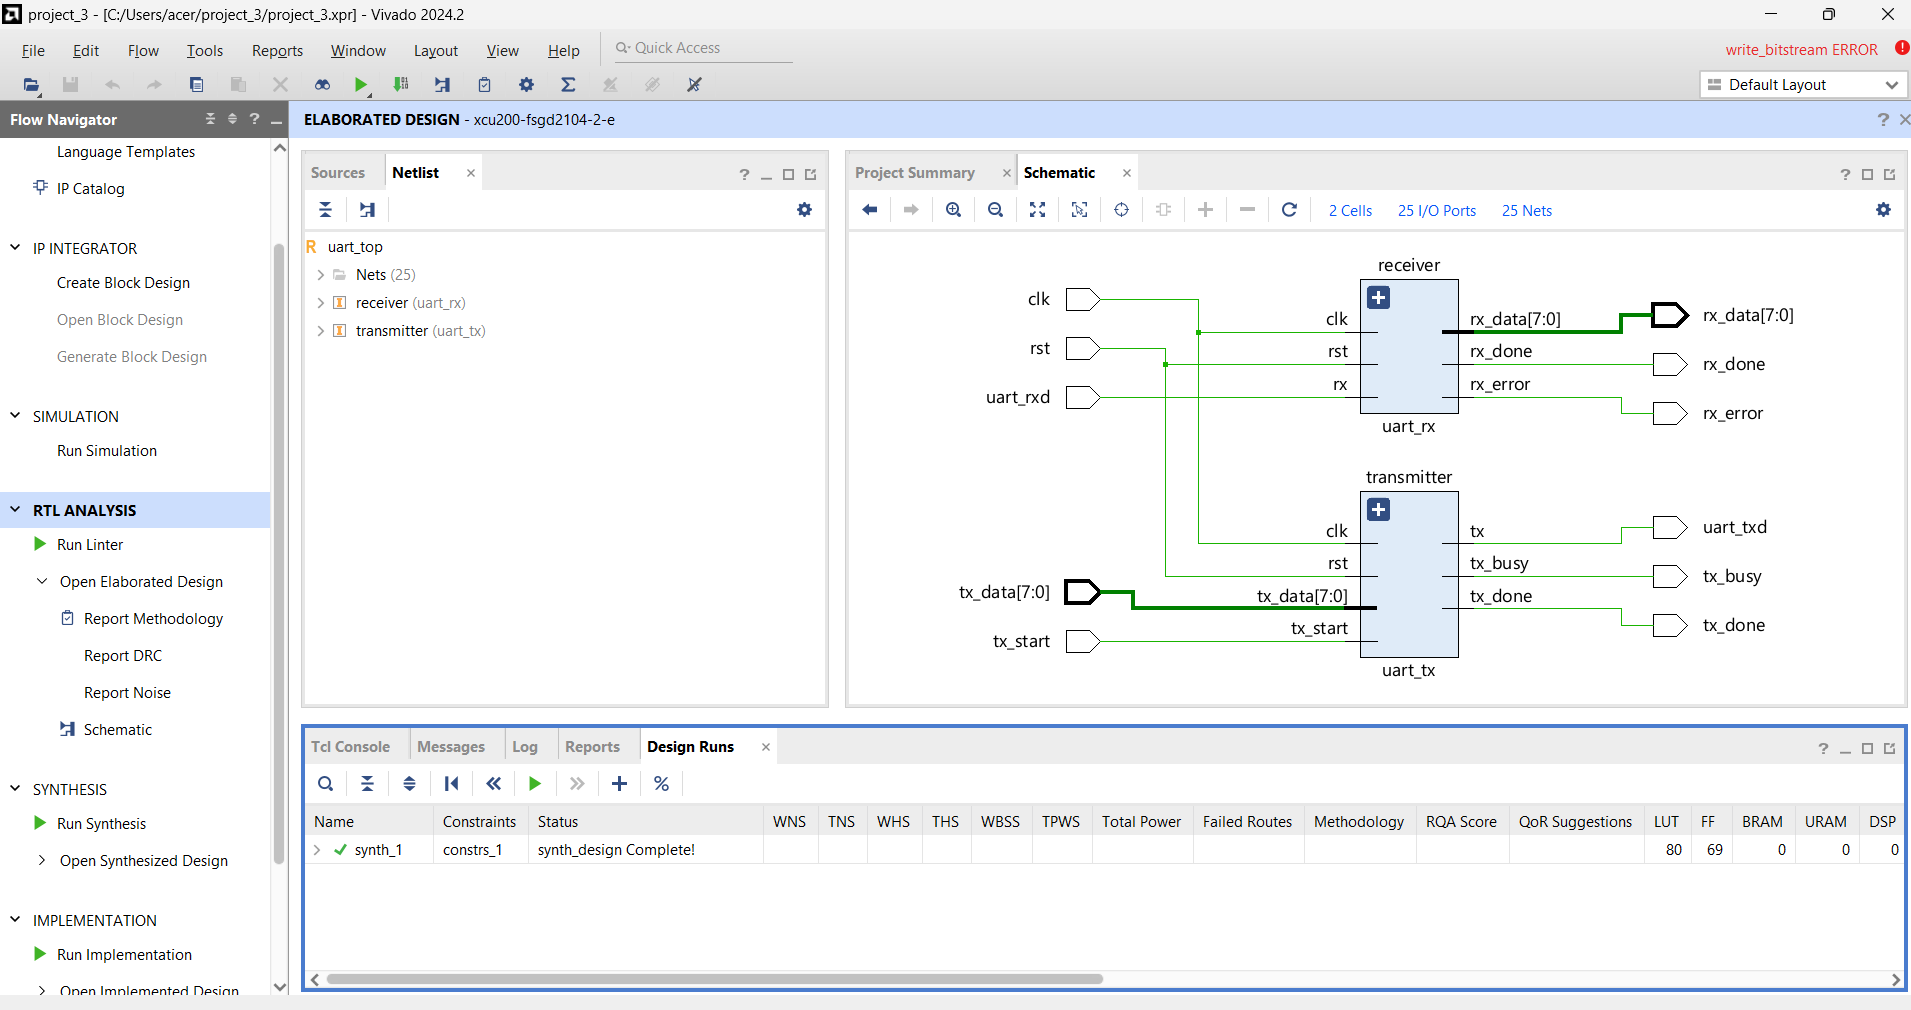 project_3 - [C:/Users/acer/project_3/project_3.xpr] - Vivado 2024.2
File Edit Flow Tools Reports Window Layout View Help Quick Access
write_bitstream ERROR
Default Layout
Flow Navigator
Language Templates
IP Catalog
IP INTEGRATOR
Create Block Design
Open Block Design
Generate Block Design
SIMULATION
Run Simulation
RTL ANALYSIS
Run Linter
Open Elaborated Design
Report Methodology
Report DRC
Report Noise
Schematic
SYNTHESIS
Run Synthesis
Open Synthesized Design
IMPLEMENTATION
Run Implementation
Open Implemented Design
ELABORATED DESIGN - xcu200-fsgd2104-2-e
Sources Netlist
uart_top
Nets (25)
receiver (uart_rx)
transmitter (uart_tx)
Project Summary Schematic
2 Cells 25 I/O Ports 25 Nets
clk
rst
uart_rxd
tx_data[7:0]
tx_start
receiver
clk
rst
rx
rx_data[7:0]
rx_done
rx_error
uart_rx
rx_data[7:0]
rx_done
rx_error
transmitter
clk
rst
tx_data[7:0]
tx_start
tx
tx_busy
tx_done
uart_tx
uart_txd
tx_busy
tx_done
Tcl Console Messages Log Reports Design Runs
Name Constraints Status WNS TNS WHS THS WBSS TPWS Total Power Failed Routes Methodology RQA Score QoR Suggestions LUT FF BRAM URAM DSP
synth_1 constrs_1 synth_design Complete! 80 69 0 0 0